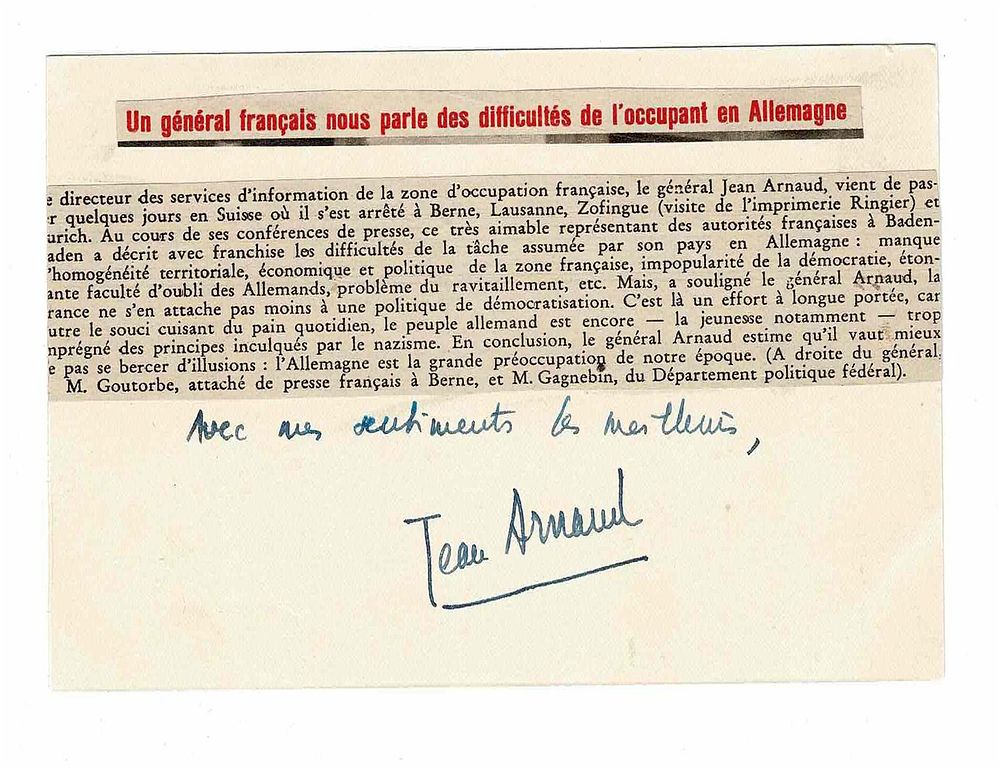 Un général français nous parle des difficultés de l'occupant en Allemagne
e directeur des services d'information de la zone d'occupation française, le général Jean Arnaud, vient de pas-
r quelques jours en Suisse où il s'est arrêté à Berne, Lausanne, Zofingue (visite de l'imprimerie Ringier) et
urich. Au cours de ses conférences de presse, ce très aimable représentant des autorités françaises à Baden-
aden a décrit avec franchise les difficultés de la tâche assumée par son pays en Allemagne : manque
'homogénéité territoriale, économique et politique de la zone française, impopularité de la démocratie, éton-
ante faculté d'oubli des Allemands, problème du ravitaillement, etc. Mais, a souligné le général Arnaud, la
rance ne s'en attache pas moins à une politique de démocratisation. C'est là un effort à longue portée, car
utre le souci cuisant du pain quotidien, le peuple allemand est encore — la jeunesse notamment — trop
mprégné des principes inculqués par le nazisme. En conclusion, le général Arnaud estime qu'il vaut mieux
e pas se bercer d'illusions : l'Allemagne est la grande préoccupation de notre époque. (A droite du général,
M. Goutorbe, attaché de presse français à Berne, et M. Gagnebin, du Département politique fédéral).
Avec mes sentiments les meilleurs,
Jean Arnaud